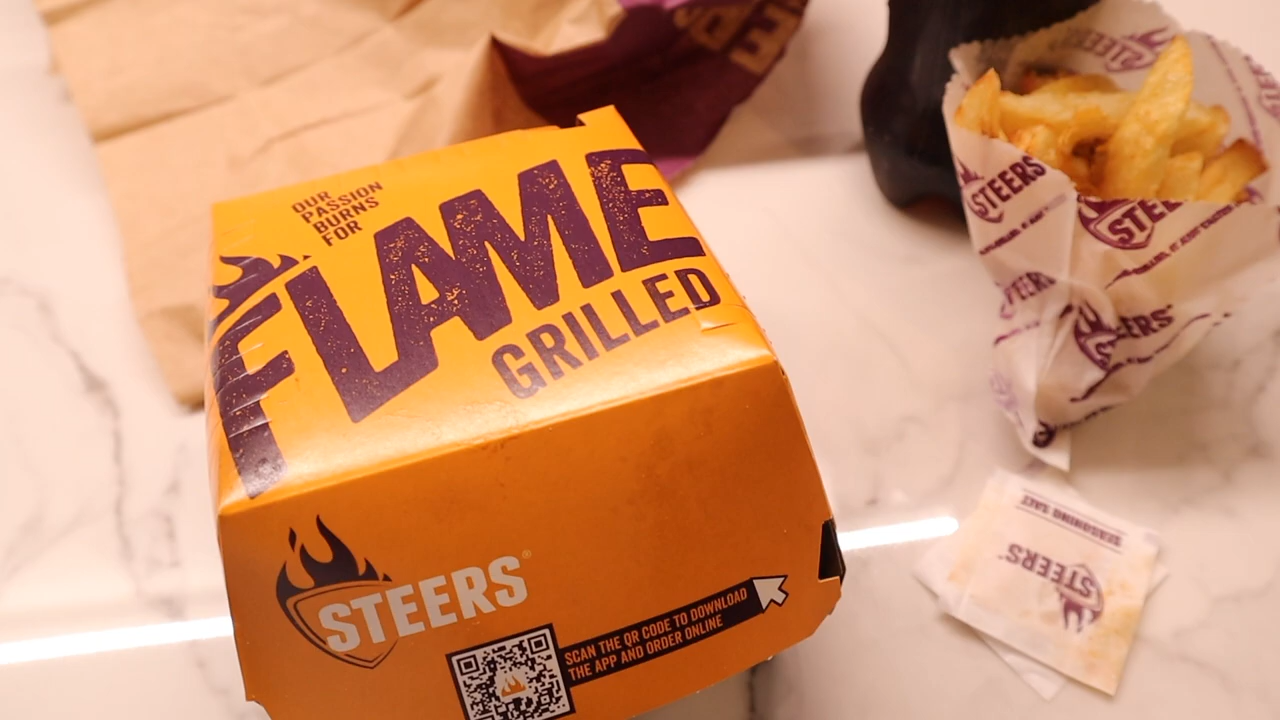 OUR
PASSION
BURNS
FOR
FLAME
GRILLED
STEERS®
SCAN THE QR CODE TO DOWNLOAD
THE APP AND ORDER ONLINE
STEERS
STEERS
STEERS
SEASONING SALT
STEERS